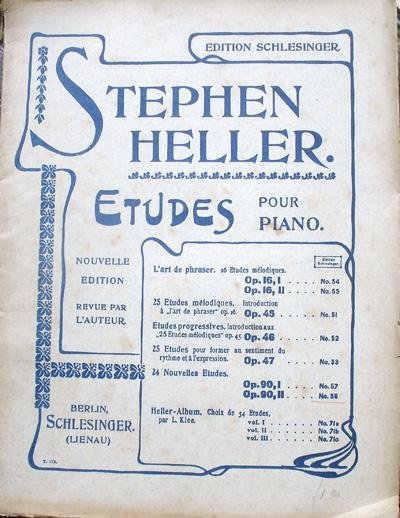 EDITION SCHLESINGER.
STEPHEN
HELLER.
ETUDES POUR PIANO.
NOUVELLE
EDITION
REVUE PAR
L'AUTEUR.
BERLIN,
SCHLESINGER.
(LIENAU)
Edition Schlesinger.
L'art de phraser. 26 Etudes mélodiques.
Op. 16, I . . . . No. 54
Op. 16, II . . . . No. 55
25 Etudes mélodiques. Introduction
à „l'art de phraser" op. 16. Op. 45 . . . . No. 51
Etudes progressives. Introduction aux
„25 Etudes mélodiques" op. 45. Op. 46 . . . . No. 52
25 Etudes pour former au sentiment du
rythme et à l'expression. Op. 47 . . . . No. 53
24 Nouvelles Etudes.
Op. 90, I . . . . No. 57
Op. 90, II . . . . No. 58
Heller-Album. Choix de 54 Etudes,
par L. Klee. vol. I . . . . No. 71a
vol. II . . . . No. 71b
vol. III . . . . No. 71c